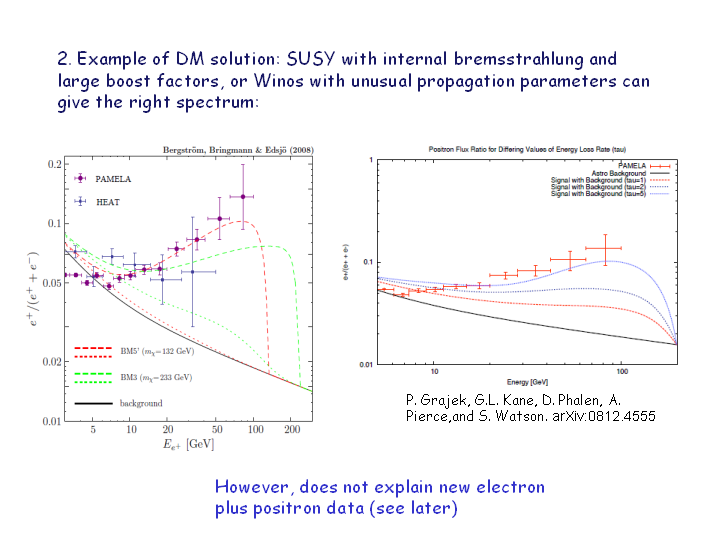 2. Example of DM solution: SUSY with internal bremsstrahlung and
large boost factors, or Winos with unusual propagation parameters can
give the right spectrum:
Bergström, Bringmann & Edsjö (2008)
0.2
0.1
0.05
0.02
0.01
e⁺/(e⁺ + e⁻)
PAMELA
HEAT
BM5' (mχ=132 GeV)
BM3 (mχ=233 GeV)
background
5 10 20 50 100 200
Ee+ [GeV]
Positron Flux Ratio for Differing Values of Energy Loss Rate (tau)
1
0.1
0.01
e+/(e+ + e-)
PAMELA
Astro Background
Signal with Background (tau=1)
Signal with Background (tau=2)
Signal with Background (tau=5)
10 100
Energy [GeV]
P. Grajek, G.L. Kane, D. Phalen, A.
Pierce,and S. Watson. arXiv:0812.4555
However, does not explain new electron
plus positron data (see later)